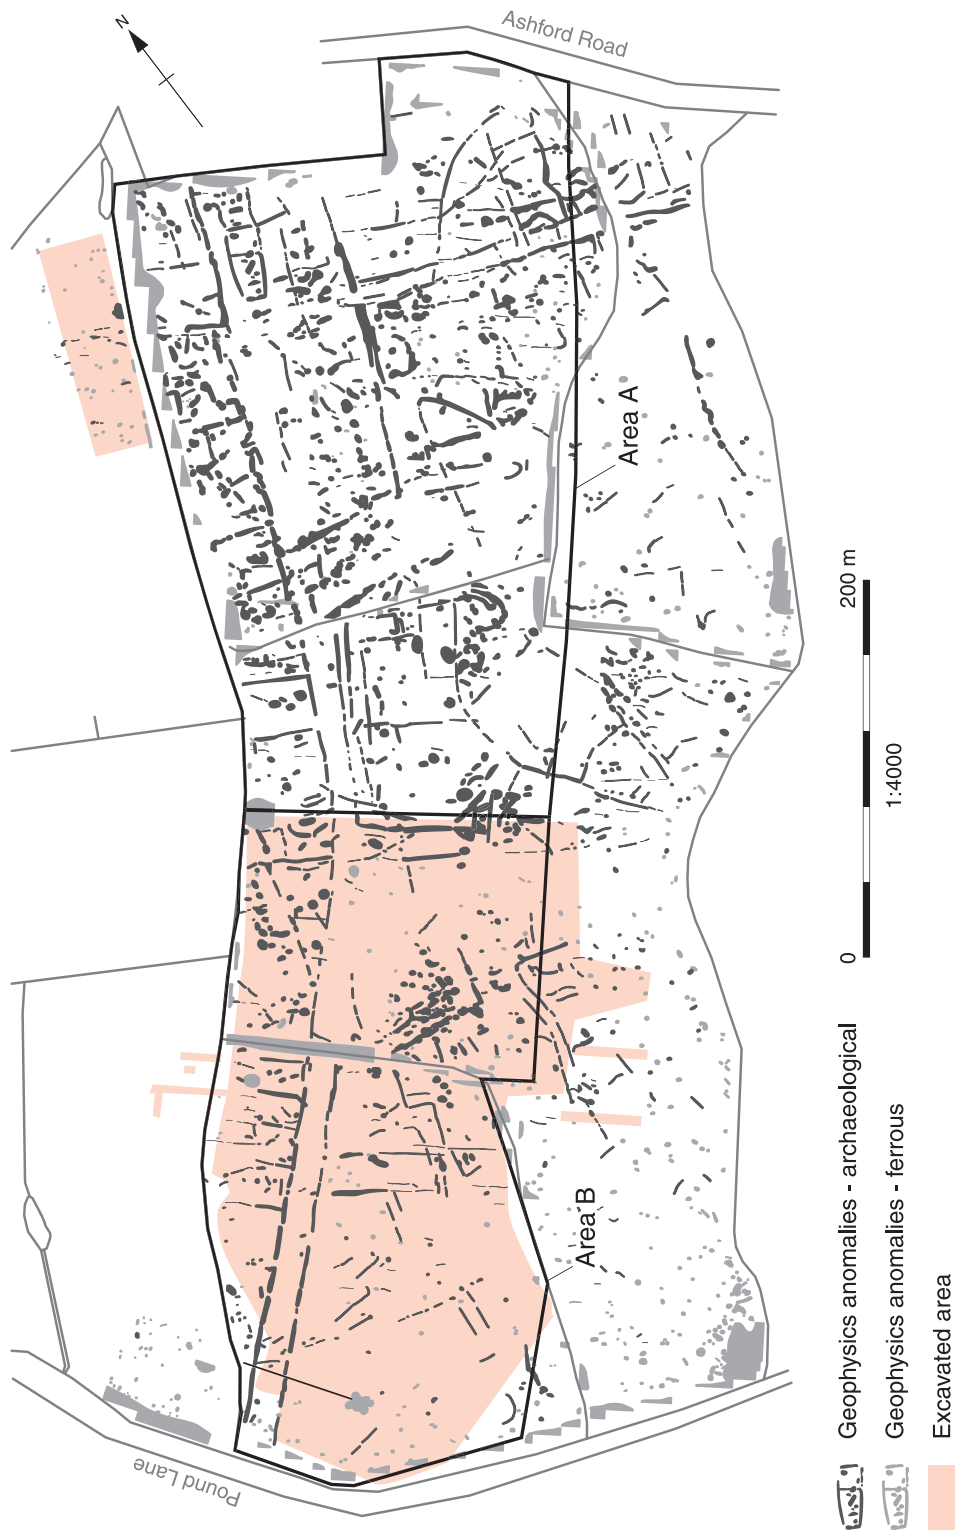 N
Ashford Road
Area A
Area B
Pound Lane
0
200 m
1:4000
Geophysics anomalies - archaeological
Geophysics anomalies - ferrous
Excavated area